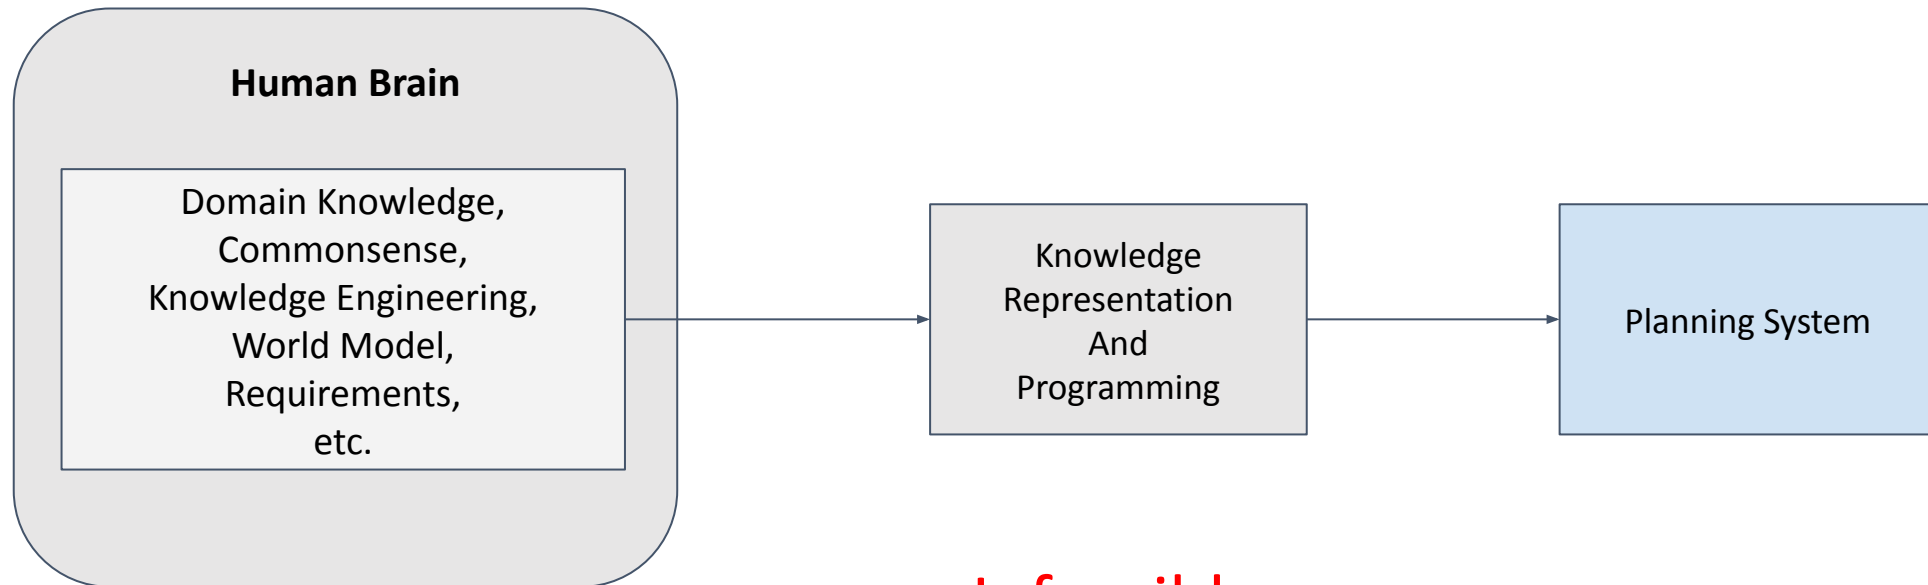 Human Brain
Domain Knowledge,
Commonsense,
Knowledge Engineering,
World Model,
Requirements,
etc.
Knowledge
Representation
And
Programming
Planning System